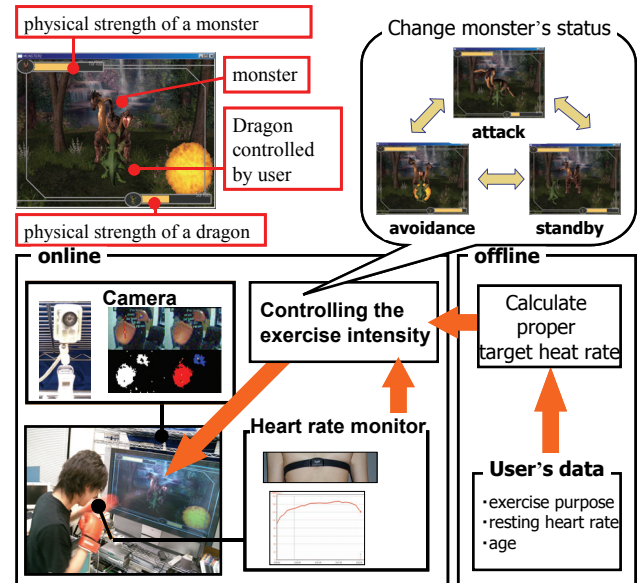 physical strength of a monster
monster
Dragon
controlled
by user
physical strength of a dragon
Change monster's status
attack
avoidance
standby
online
Camera
Controlling the
exercise intensity
Heart rate monitor
offline
Calculate
proper
target heat rate
User's data
・exercise purpose
・resting heart rate
・age